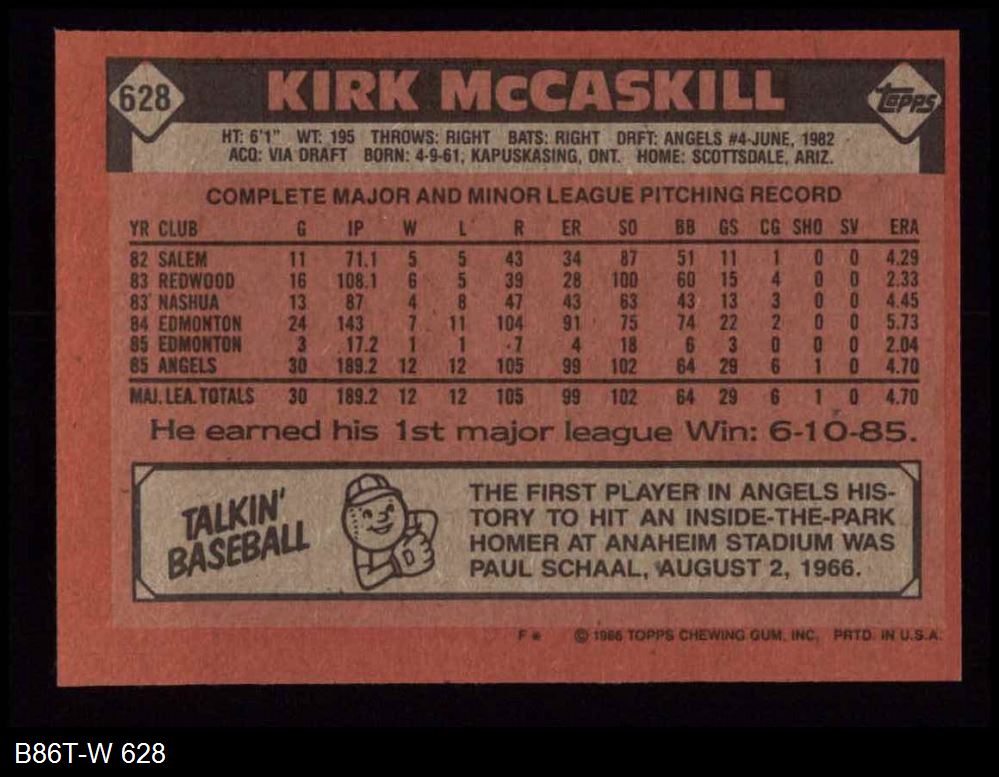 628
KIRK McCASKILL
TOPPS
HT: 6'1" WT: 195 THROWS: RIGHT BATS: RIGHT DRFT: ANGELS #4-JUNE, 1982
ACQ: VIA DRAFT BORN: 4-9-61, KAPUSKASING, ONT. HOME: SCOTTSDALE, ARIZ.
COMPLETE MAJOR AND MINOR LEAGUE PITCHING RECORD
YR CLUB G IP W L R ER SO BB GS CG SHO SV ERA
82 SALEM 11 71.1 5 5 43 34 87 51 11 1 0 0 4.29
83 REDWOOD 16 108.1 6 5 39 28 100 60 15 4 0 0 2.33
83 NASHUA 13 87 4 8 47 43 63 43 13 3 0 0 4.45
84 EDMONTON 24 143 7 11 104 91 75 74 22 2 0 0 5.73
85 EDMONTON 3 17.2 1 1 7 4 18 6 3 0 0 0 2.04
85 ANGELS 30 189.2 12 12 105 99 102 64 29 6 1 0 4.70
MAJ. LEA. TOTALS 30 189.2 12 12 105 99 102 64 29 6 1 0 4.70
He earned his 1st major league Win: 6-10-85.
TALKIN'
BASEBALL
THE FIRST PLAYER IN ANGELS HIS-
TORY TO HIT AN INSIDE-THE-PARK
HOMER AT ANAHEIM STADIUM WAS
PAUL SCHAAL, AUGUST 2, 1966.
F * © 1986 TOPPS CHEWING GUM, INC. PRTD. IN U.S.A.
B86T-W 628